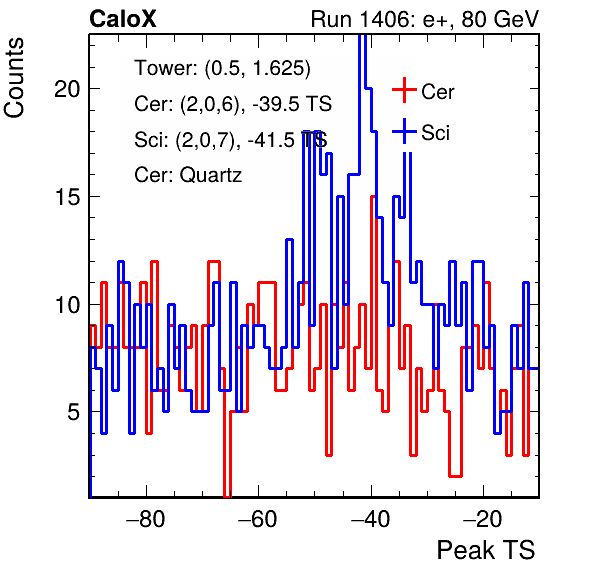 CaloX Run 1406: e+, 80 GeV
Counts
Tower: (0.5, 1.625)
Cer: (2,0,6), -39.5 TS
Sci: (2,0,7), -41.5 TS
Cer: Quartz
Cer
Sci
20
15
10
5
−80 −60 −40 −20
Peak TS